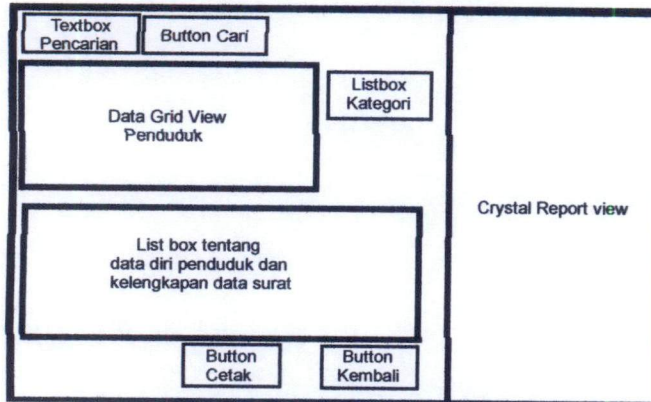 Textbox
Pencarian
Button Cari
Listbox
Kategori
Data Grid View
Penduduk
Crystal Report view
List box tentang
data diri penduduk dan
kelengkapan data surat
Button
Cetak
Button
Kembali